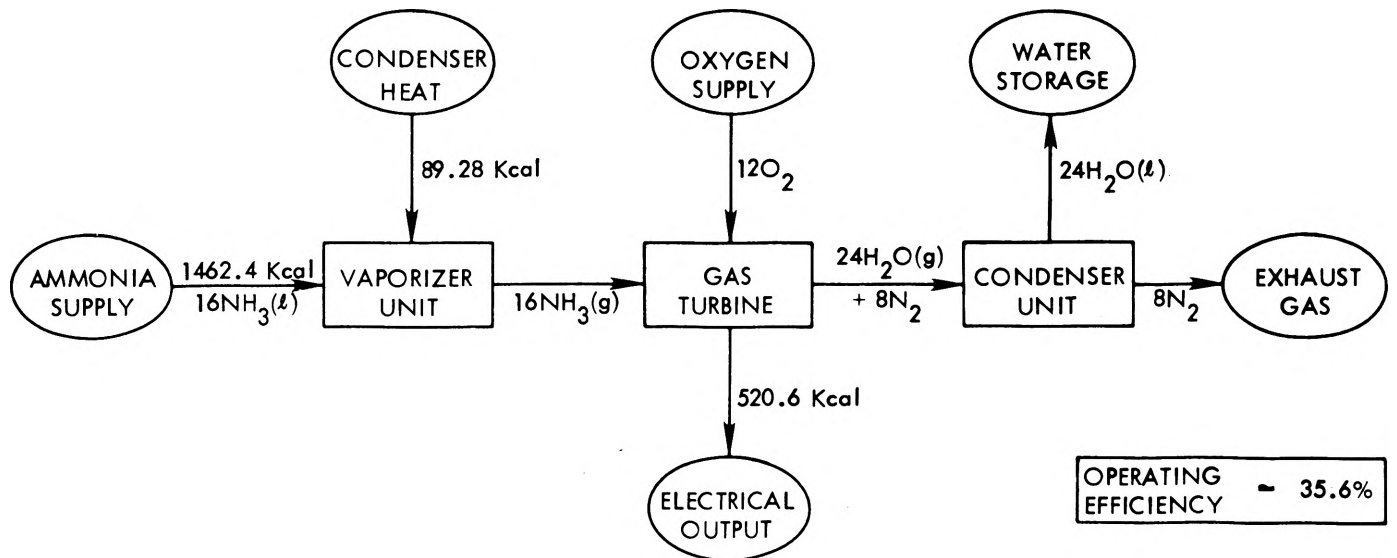 CONDENSER
HEAT
OXYGEN
SUPPLY
WATER
STORAGE
89.28 Kcal
12O₂
24H₂O(ℓ)
AMMONIA
SUPPLY
1462.4 Kcal
16NH₃(ℓ)
VAPORIZER
UNIT
16NH₃(g)
GAS
TURBINE
24H₂O(g)
+ 8N₂
CONDENSER
UNIT
8N₂
EXHAUST
GAS
520.6 Kcal
ELECTRICAL
OUTPUT
OPERATING
EFFICIENCY ~ 35.6%